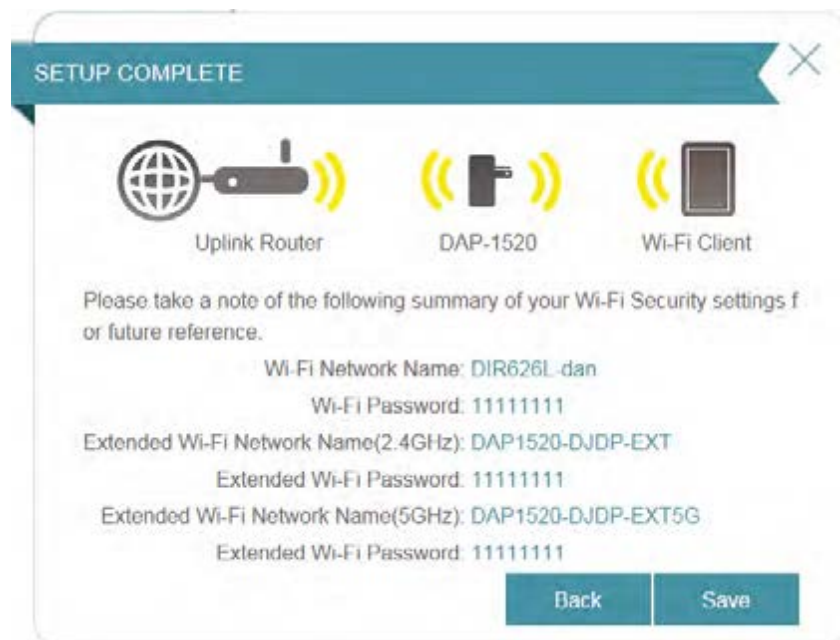 SETUP COMPLETE
Uplink Router
DAP-1520
Wi-Fi Client
Please take a note of the following summary of your Wi-Fi Security settings f
or future reference.
Wi-Fi Network Name: DIR626L-dan
Wi-Fi Password: 11111111
Extended Wi-Fi Network Name(2.4GHz): DAP1520-DJDP-EXT
Extended Wi-Fi Password: 11111111
Extended Wi-Fi Network Name(5GHz): DAP1520-DJDP-EXT5G
Extended Wi-Fi Password: 11111111
Back
Save